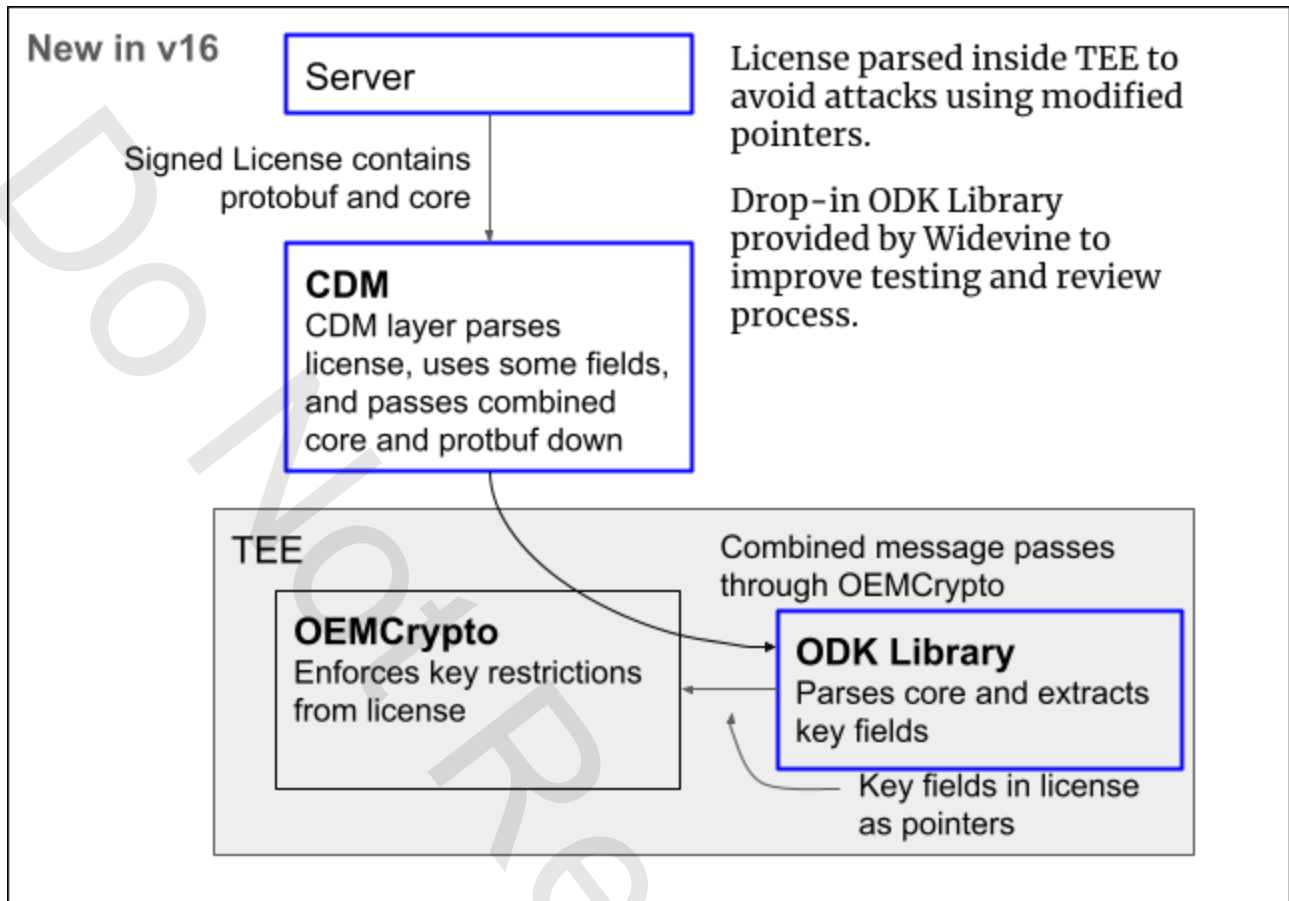 New in v16
Server
License parsed inside TEE to
avoid attacks using modified
pointers.
Signed License contains
protobuf and core
Drop-in ODK Library
provided by Widevine to
improve testing and review
process.
CDM
CDM layer parses
license, uses some fields,
and passes combined
core and protbuf down
TEE
Combined message passes
through OEMCrypto
OEMCrypto
Enforces key restrictions
from license
ODK Library
Parses core and extracts
key fields
Key fields in license
as pointers
Do Not Re